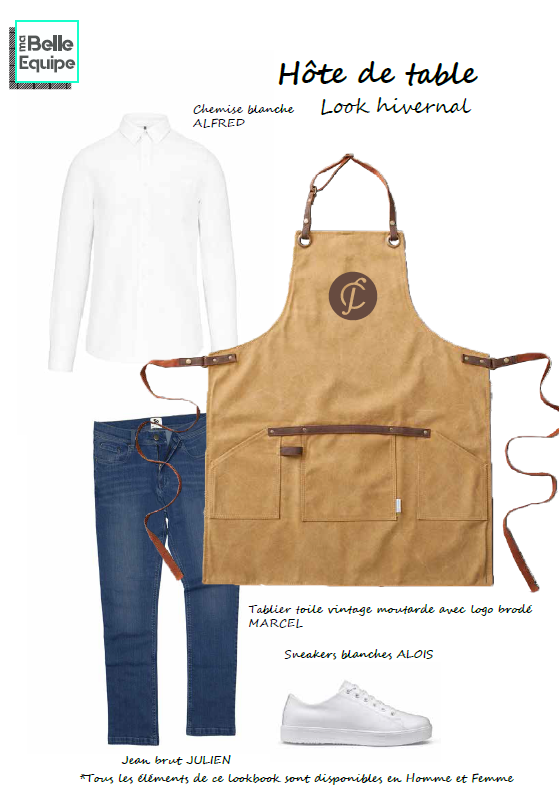 ma Belle
Equipe
Hôte de table
Look hivernal
Chemise blanche
ALFRED
Tablier toile vintage moutarde avec logo brodé
MARCEL
Sneakers blanches ALOIS
Jean brut JULIEN
*Tous les éléments de ce lookbook sont disponibles en Homme et Femme